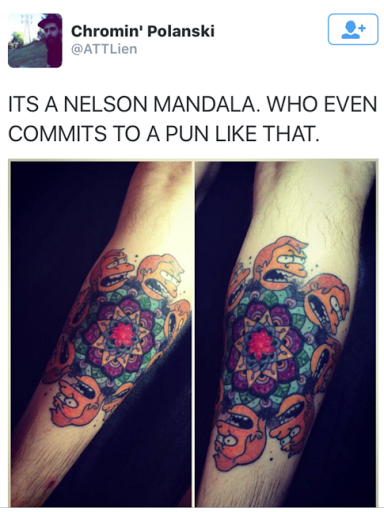 Chromin' Polanski
@ATTLien
ITS A NELSON MANDALA. WHO EVEN
COMMITS TO A PUN LIKE THAT.